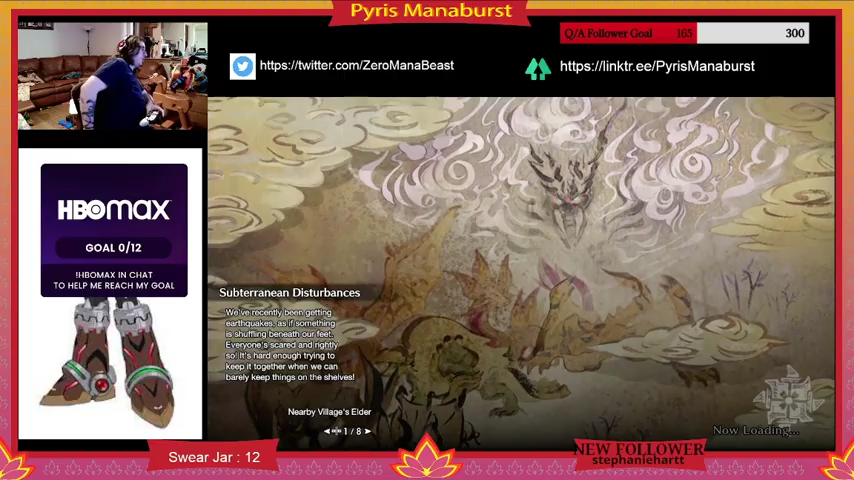 Pyris Manaburst
Q/A Follower Goal 165 300
https://twitter.com/ZeroManaBeast
https://linktr.ee/PyrisManaburst
HBOMAX
GOAL 0/12
!HBOMAX IN CHAT
TO HELP ME REACH MY GOAL
Subterranean Disturbances
We've recently been getting
earthquakes, as if something
is shuffling beneath our feet.
Everyone's scared and rightly
so! It's hard enough trying to
keep it together when we can
barely keep things on the shelves!
Nearby Village's Elder
1 / 8
Now Loading...
Swear Jar : 12
NEW FOLLOWER
stephaniehartt